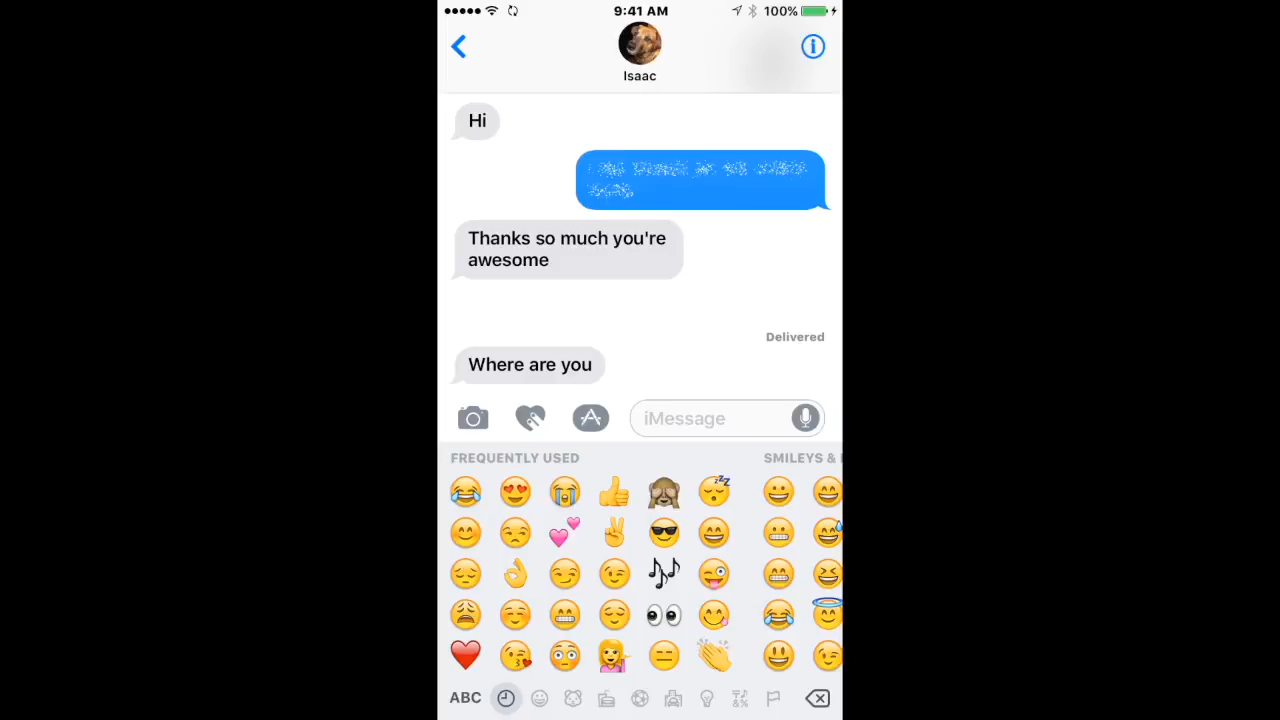 9:41 AM
100%
Isaac
Hi
Thanks so much you're
awesome
Delivered
Where are you
iMessage
FREQUENTLY USED
SMILEYS &
ABC